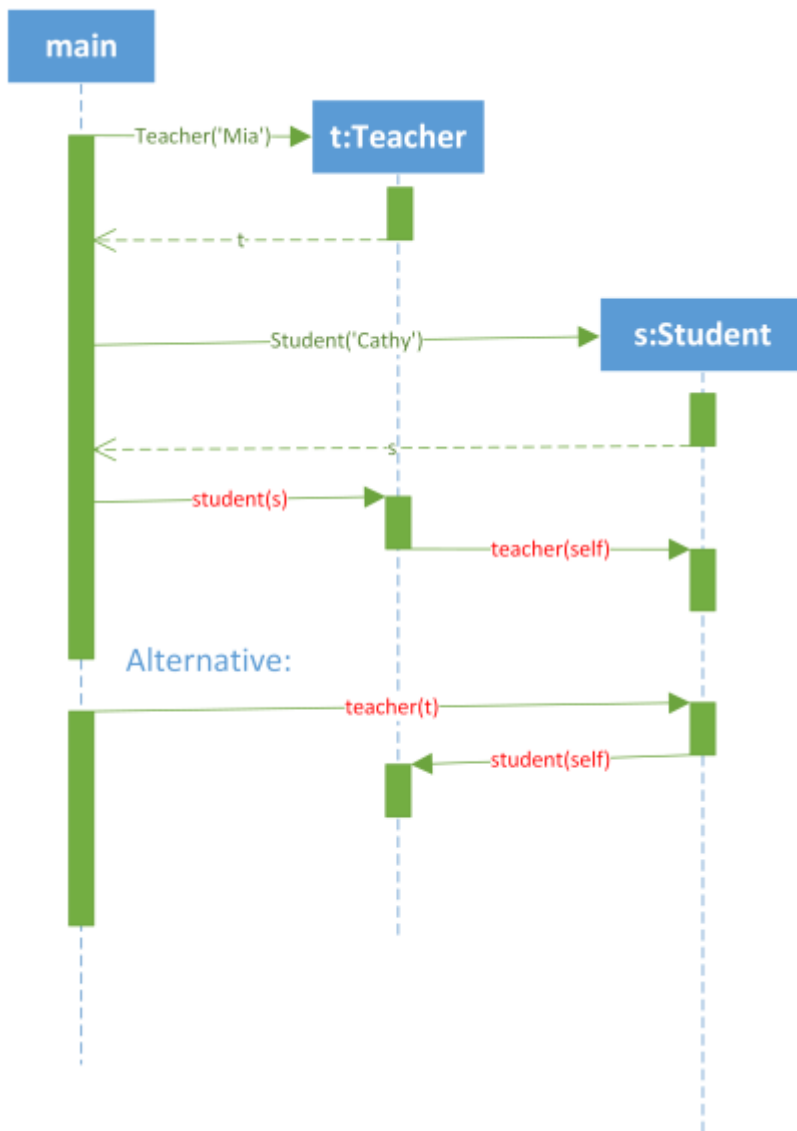 main
Teacher('Mia')
t:Teacher
t
s:Student
Student('Cathy')
s
student(s)
teacher(self)
Alternative:
teacher(t)
student(self)